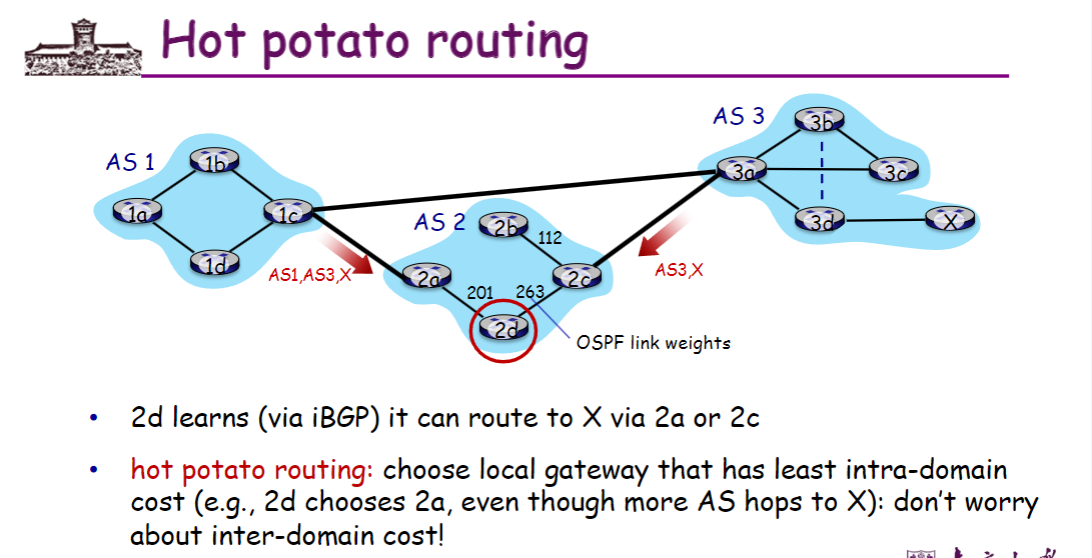 Hot potato routing
AS 3
3b
AS 1
1b
3a
3c
1a
1c
AS 2
2b
3d
X
112
1d
AS1,AS3,X
2a
2c
AS3,X
201
263
2d
OSPF link weights
• 2d learns (via iBGP) it can route to X via 2a or 2c
• hot potato routing: choose local gateway that has least intra-domain
cost (e.g., 2d chooses 2a, even though more AS hops to X): don't worry
about inter-domain cost!